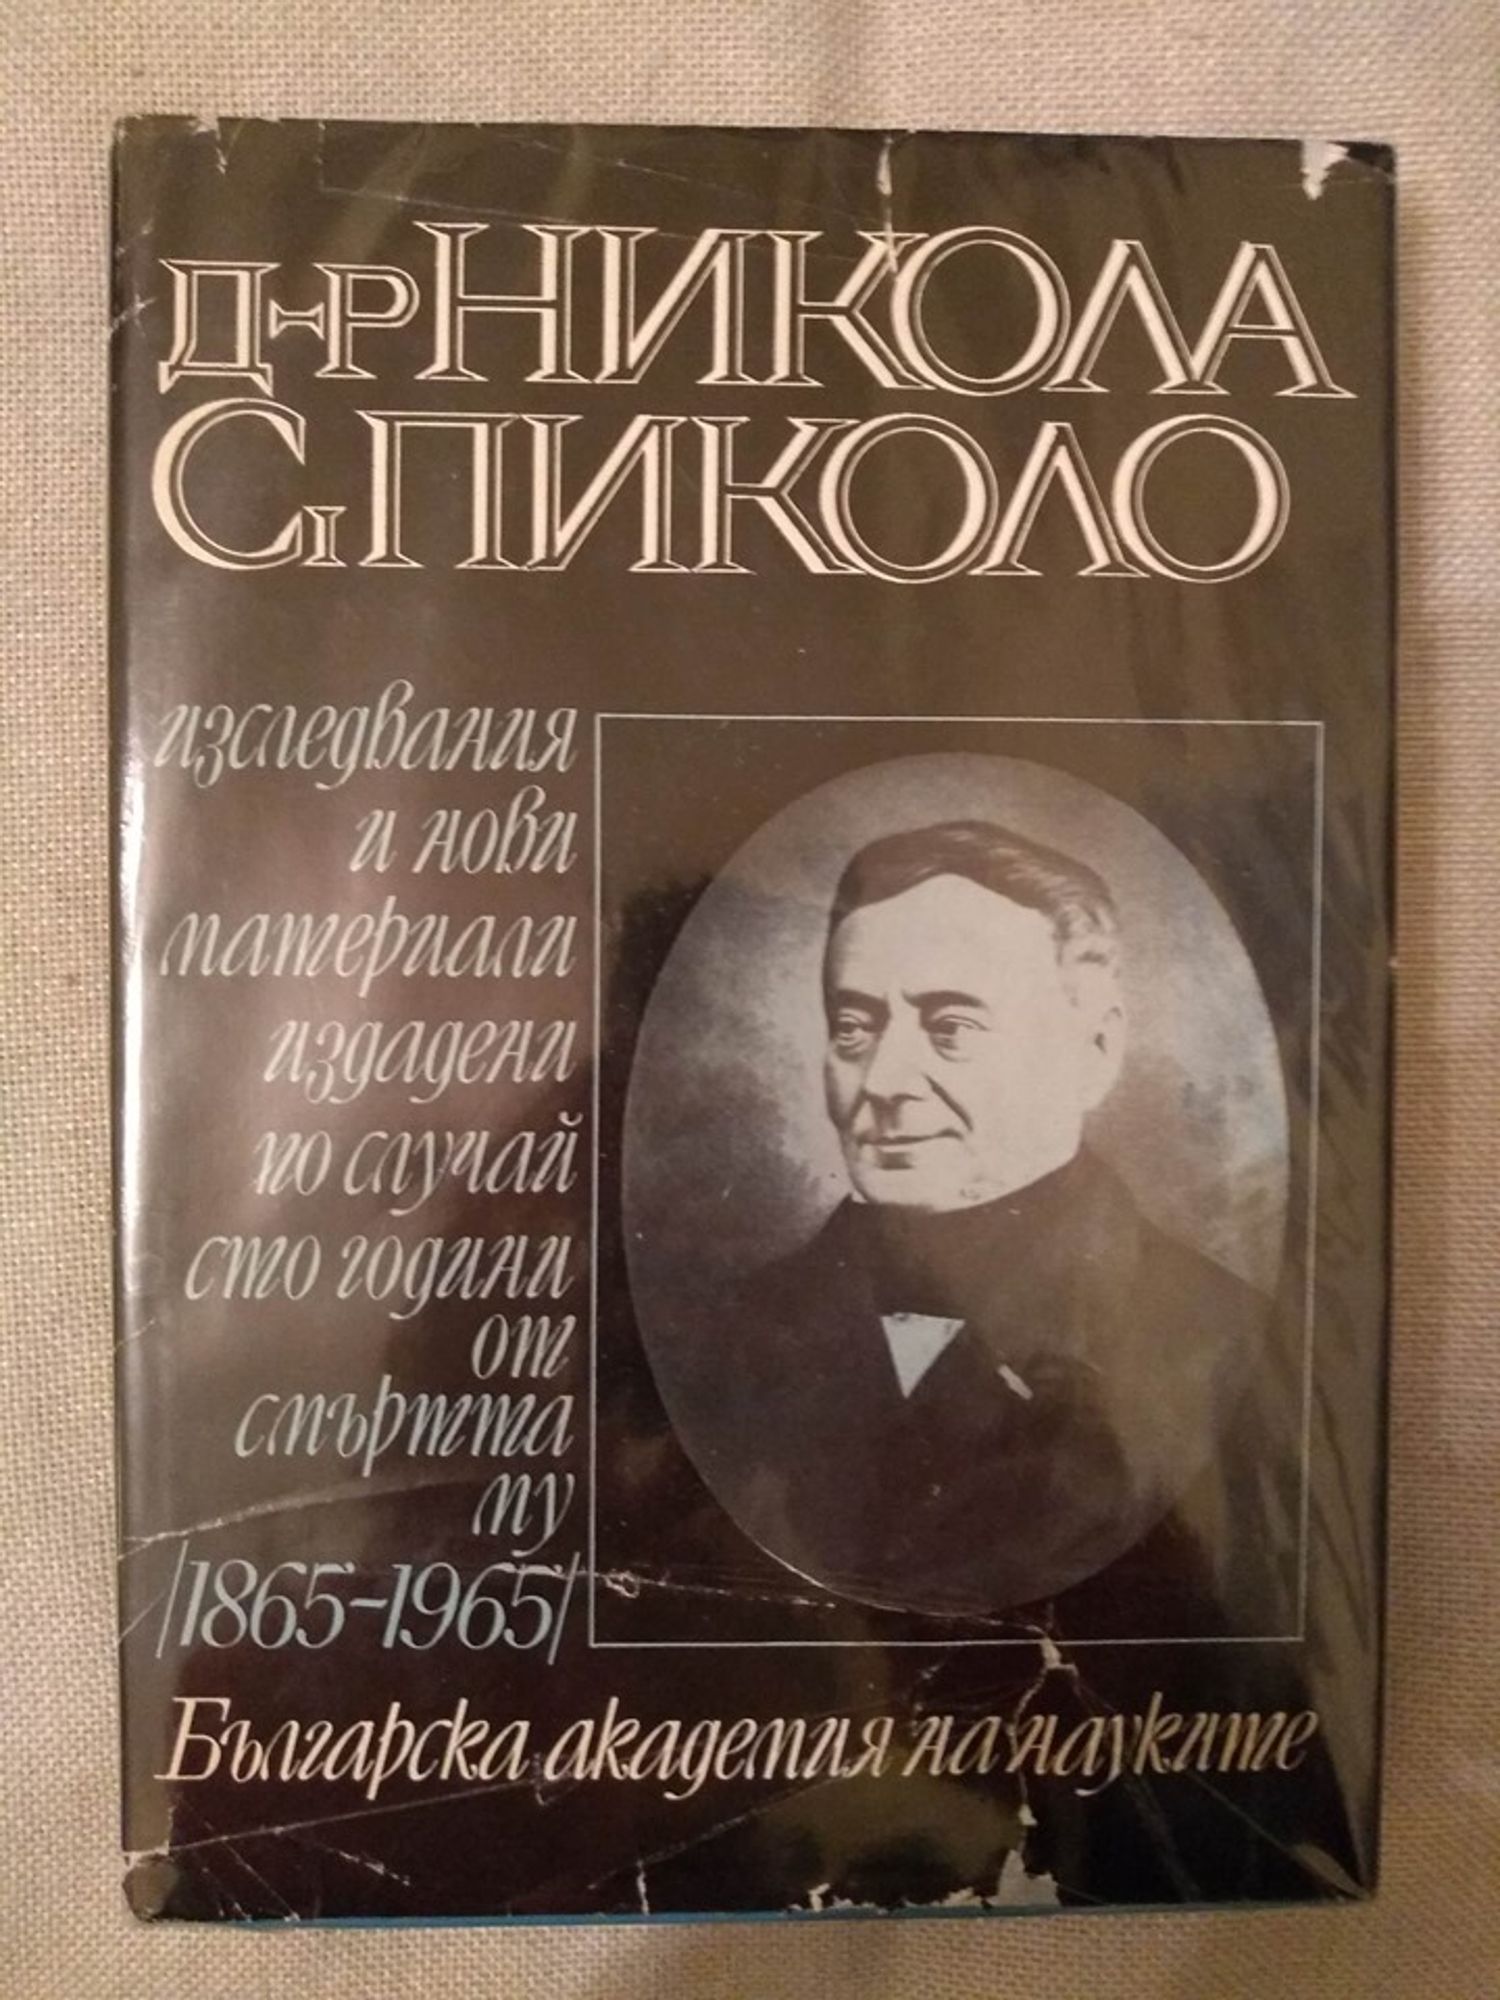 Д-Р НИКОЛА
С. ПИКОЛО
изследвания
и нови
материали
издадени
по случай
сто години
от
смъртта
му
/1865-1965/
Българска академия на науките